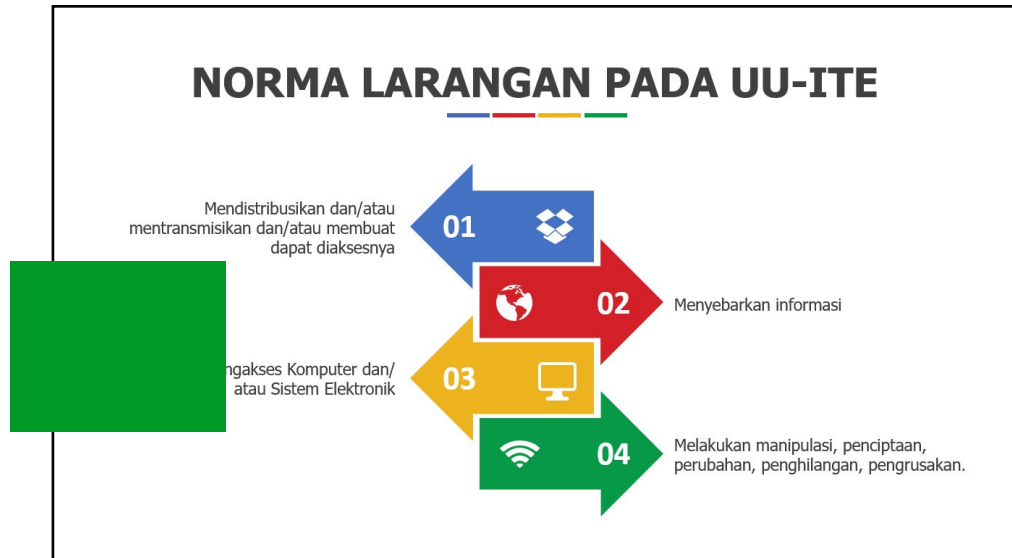 NORMA LARANGAN PADA UU-ITE
Mendistribusikan dan/atau
mentransmisikan dan/atau membuat
dapat diaksesnya
01
02
Menyebarkan informasi
dan/
atau Sistem Elektronik
Komputer
03
04
Melakukan manipulasi, penciptaan,
perubahan, penghilangan, pengrusakan.